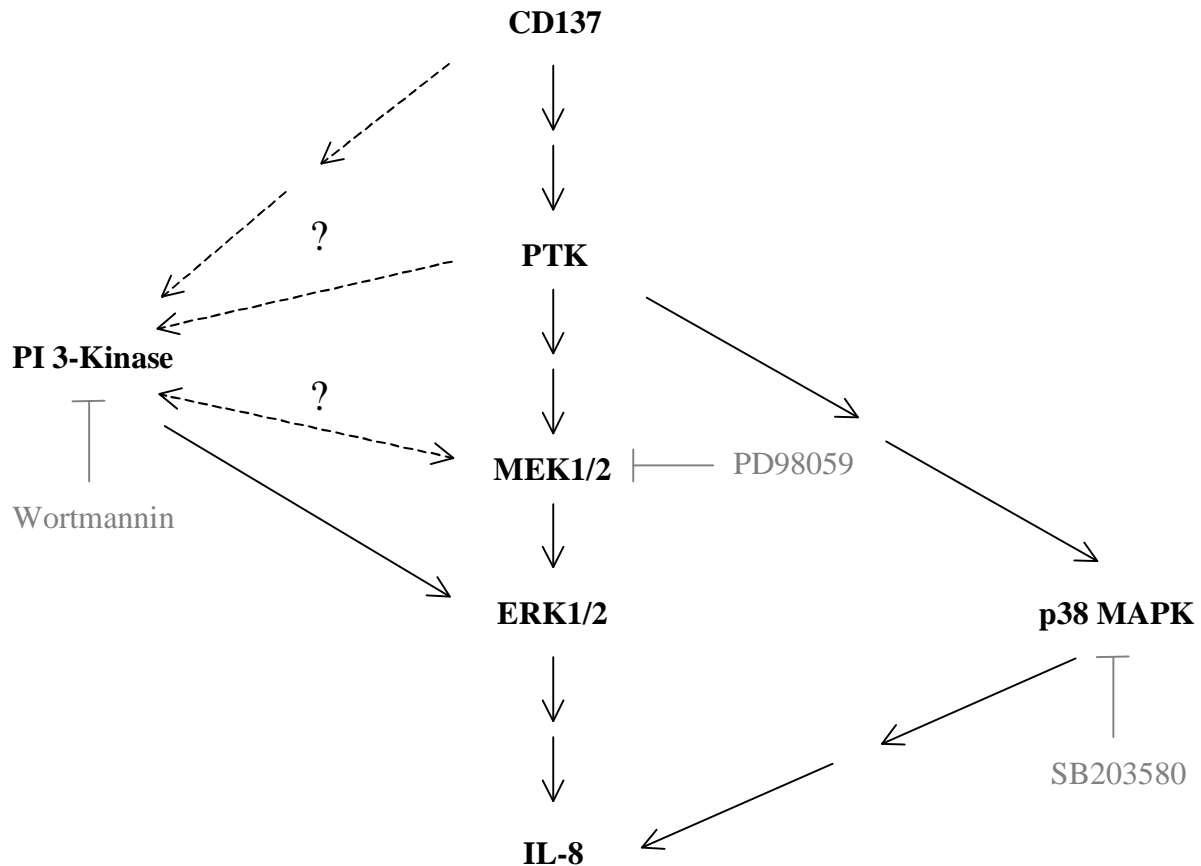 CD137
?
PTK
PI 3-Kinase
?
MEK1/2
PD98059
Wortmannin
ERK1/2
p38 MAPK
SB203580
IL-8